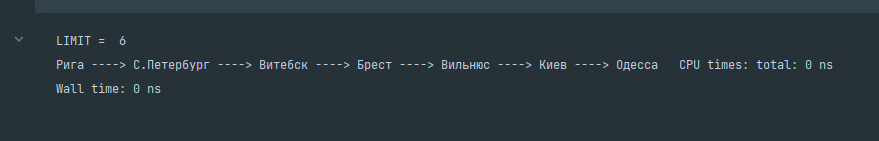 LIMIT =  6
Рига ----> С.Петербург ----> Витебск ----> Брест ----> Вильнюс ----> Киев ----> Одесса   CPU times: total: 0 ns
Wall time: 0 ns